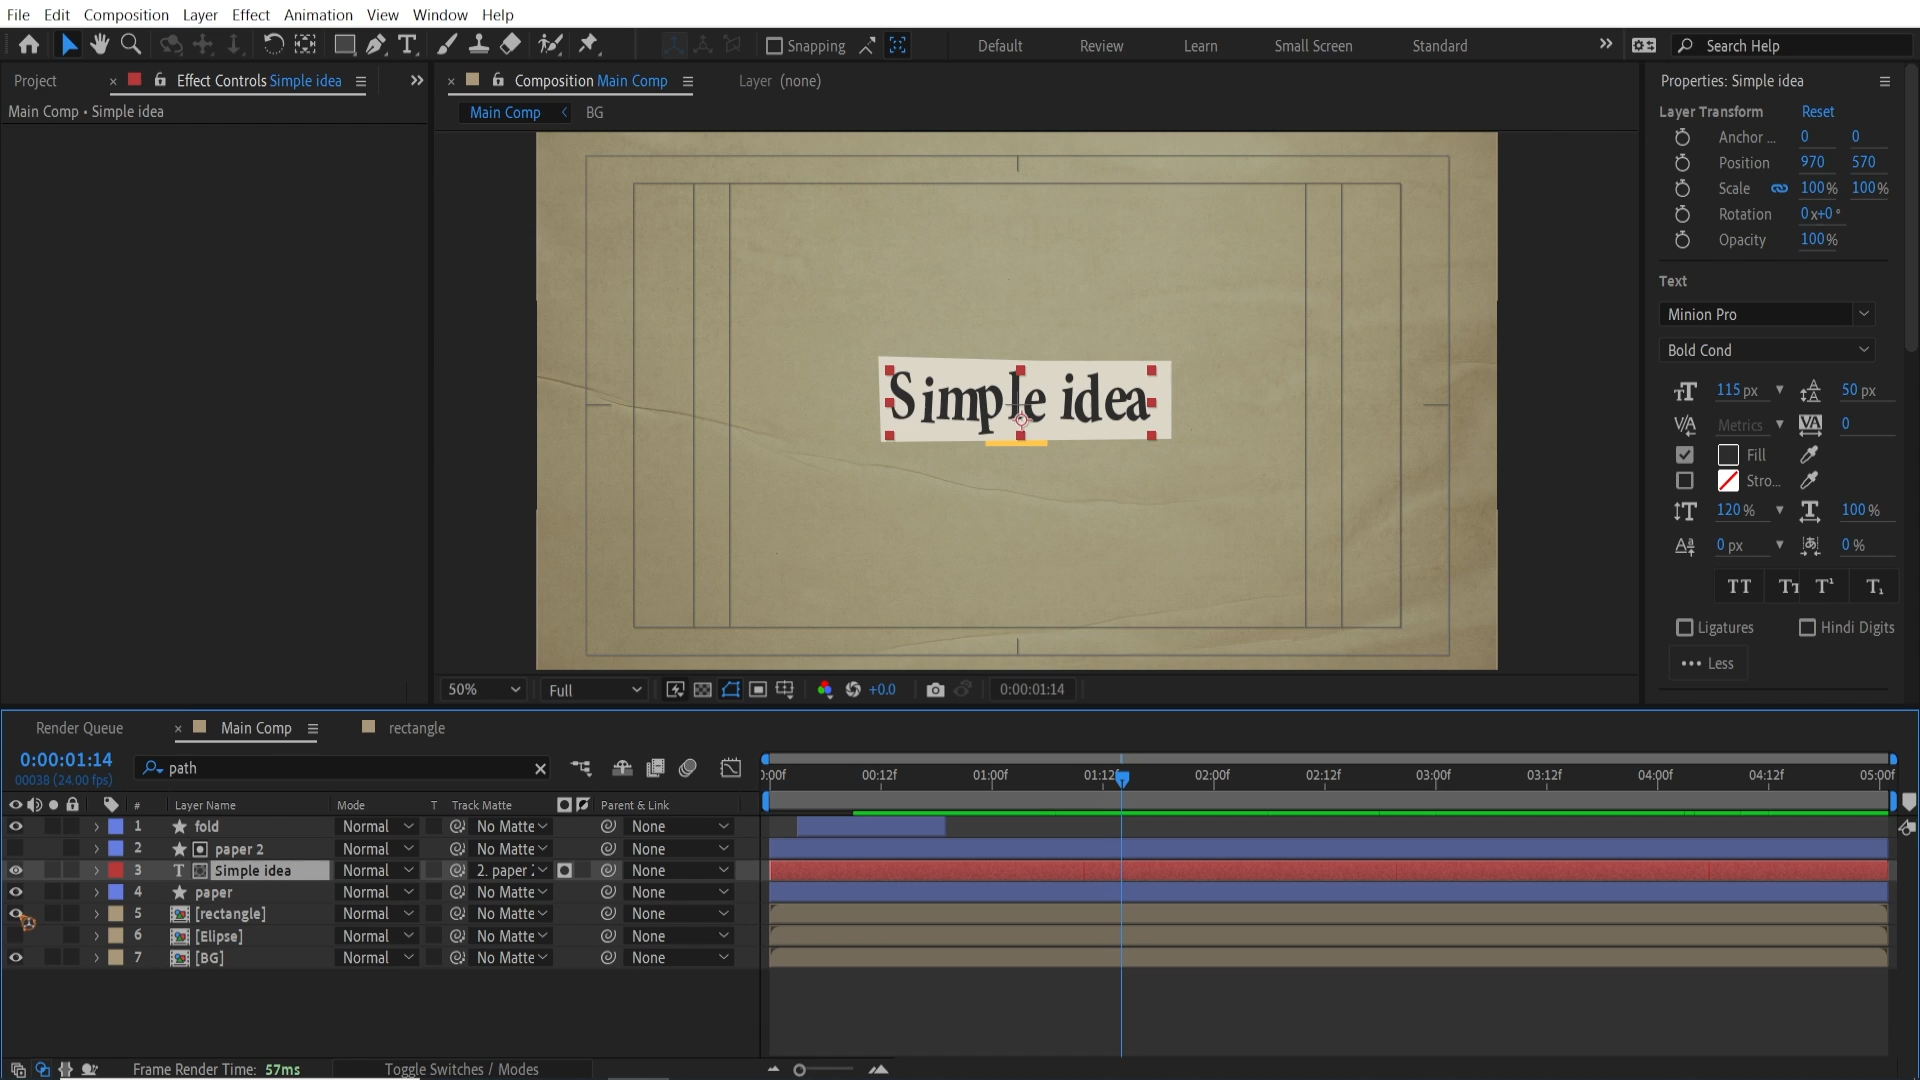 File Edit Composition Layer Effect Animation View Window Help
Snapping Default Review Learn Small Screen Standard Search Help
Project Effect Controls Simple idea Composition Main Comp Layer (none) Properties: Simple idea
Main Comp • Simple idea Main Comp BG Layer Transform Reset
Anchor ... 0 0
Position 970 570
Scale 100% 100%
Rotation 0x+0°
Opacity 100%
Text
Minion Pro
Bold Cond
Simple idea
115 px 50 px
Metrics 0
Fill
Stro...
120% 100%
0 px 0%
TT Tт T¹ T₁
Ligatures Hindi Digits
Less
50% Full +0.0 0:00:01:14
Render Queue Main Comp rectangle
0:00:01:14
00038 (24.00 fps)
path
0:00f 00:12f 01:00f 01:12f 02:00f 02:12f 03:00f 03:12f 04:00f 04:12f 05:00f
# Layer Name Mode T Track Matte Parent & Link
1 fold Normal No Matte None
2 paper 2 Normal No Matte None
3 T Simple idea Normal 2. paper 2 None
4 paper Normal No Matte None
5 [rectangle] Normal No Matte None
6 [Elipse] Normal No Matte None
7 [BG] Normal No Matte None
Frame Render Time: 57ms Toggle Switches / Modes